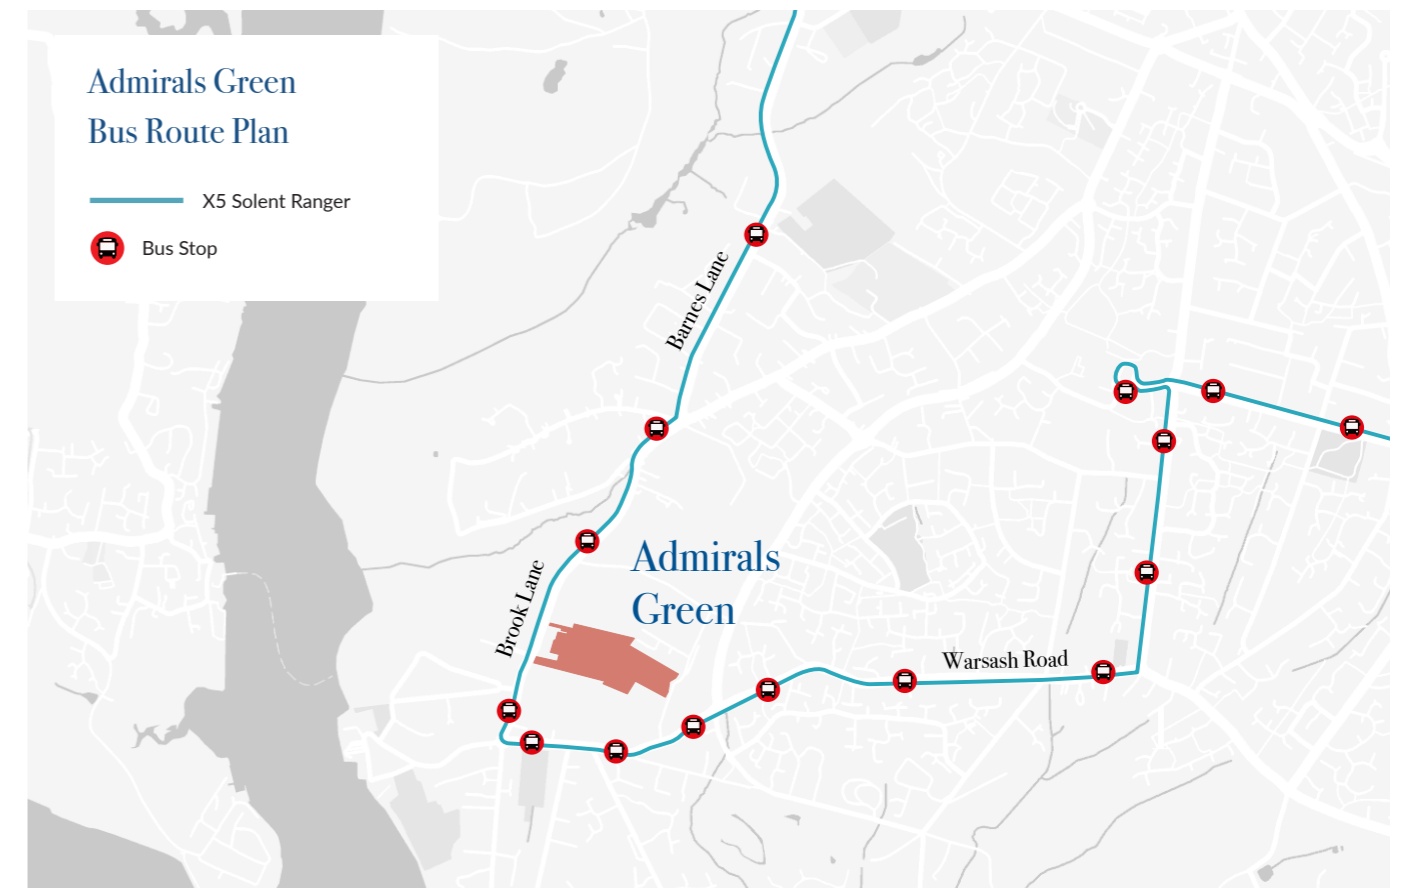 Admirals Green
Bus Route Plan
X5 Solent Ranger
Bus Stop
Barnes Lane
Admirals
Green
Brook Lane
Warsash Road